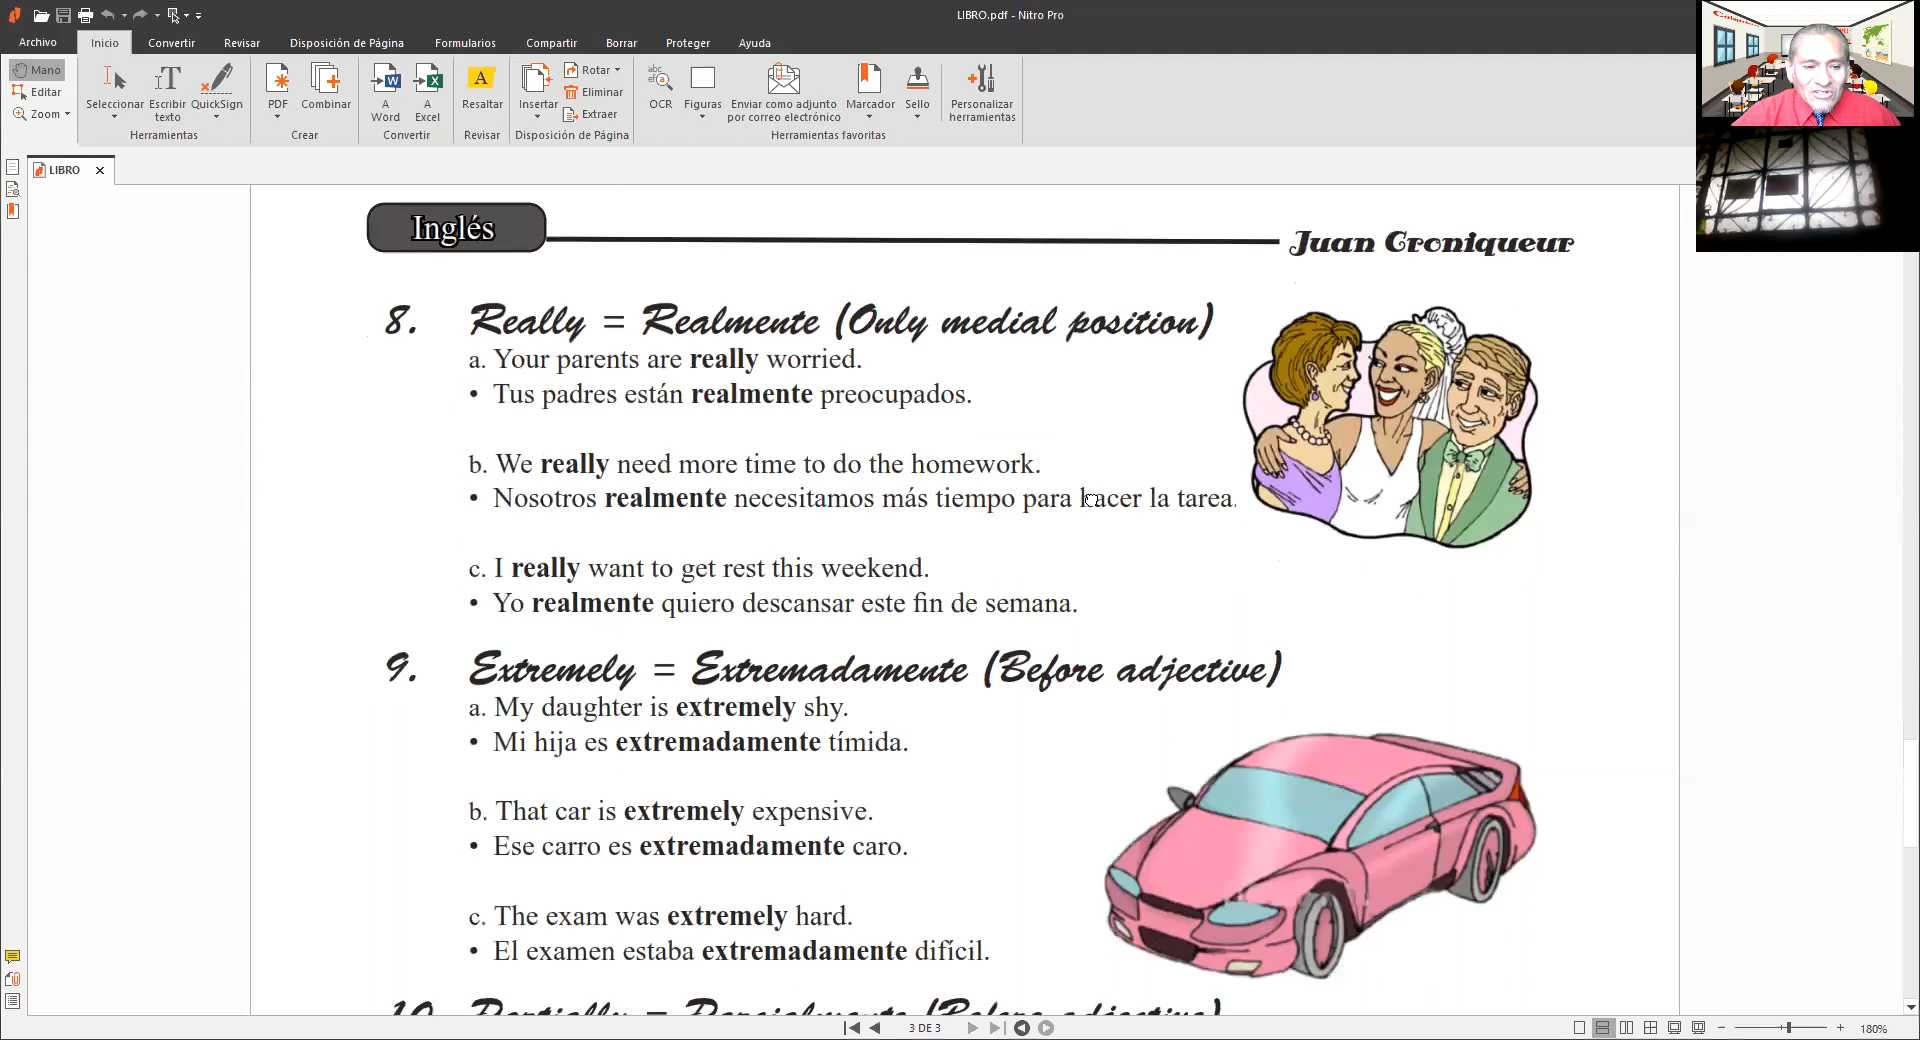 LIBRO.pdf - Nitro Pro
Archivo Inicio Convertir Revisar Disposición de Página Formularios Compartir Borrar Proteger Ayuda
Mano
Editar
Zoom
Seleccionar Escribir texto QuickSign
Herramientas
PDF Combinar
Crear
A Word A Excel
Convertir
Resaltar
Revisar
Insertar Rotar Eliminar Extraer
Disposición de Página
OCR Figuras Enviar como adjunto por correo electrónico Marcador Sello Personalizar herramientas
Herramientas favoritas
LIBRO
Inglés
Juan Croniqueur
8. Really = Realmente (Only medial position)
a. Your parents are really worried.
• Tus padres están realmente preocupados.
b. We really need more time to do the homework.
• Nosotros realmente necesitamos más tiempo para hacer la tarea.
c. I really want to get rest this weekend.
• Yo realmente quiero descansar este fin de semana.
9. Extremely = Extremadamente (Before adjective)
a. My daughter is extremely shy.
• Mi hija es extremadamente tímida.
b. That car is extremely expensive.
• Ese carro es extremadamente caro.
c. The exam was extremely hard.
• El examen estaba extremadamente difícil.
10. Partially = Parcialmente (Before adjective)
3 DE 3
180%